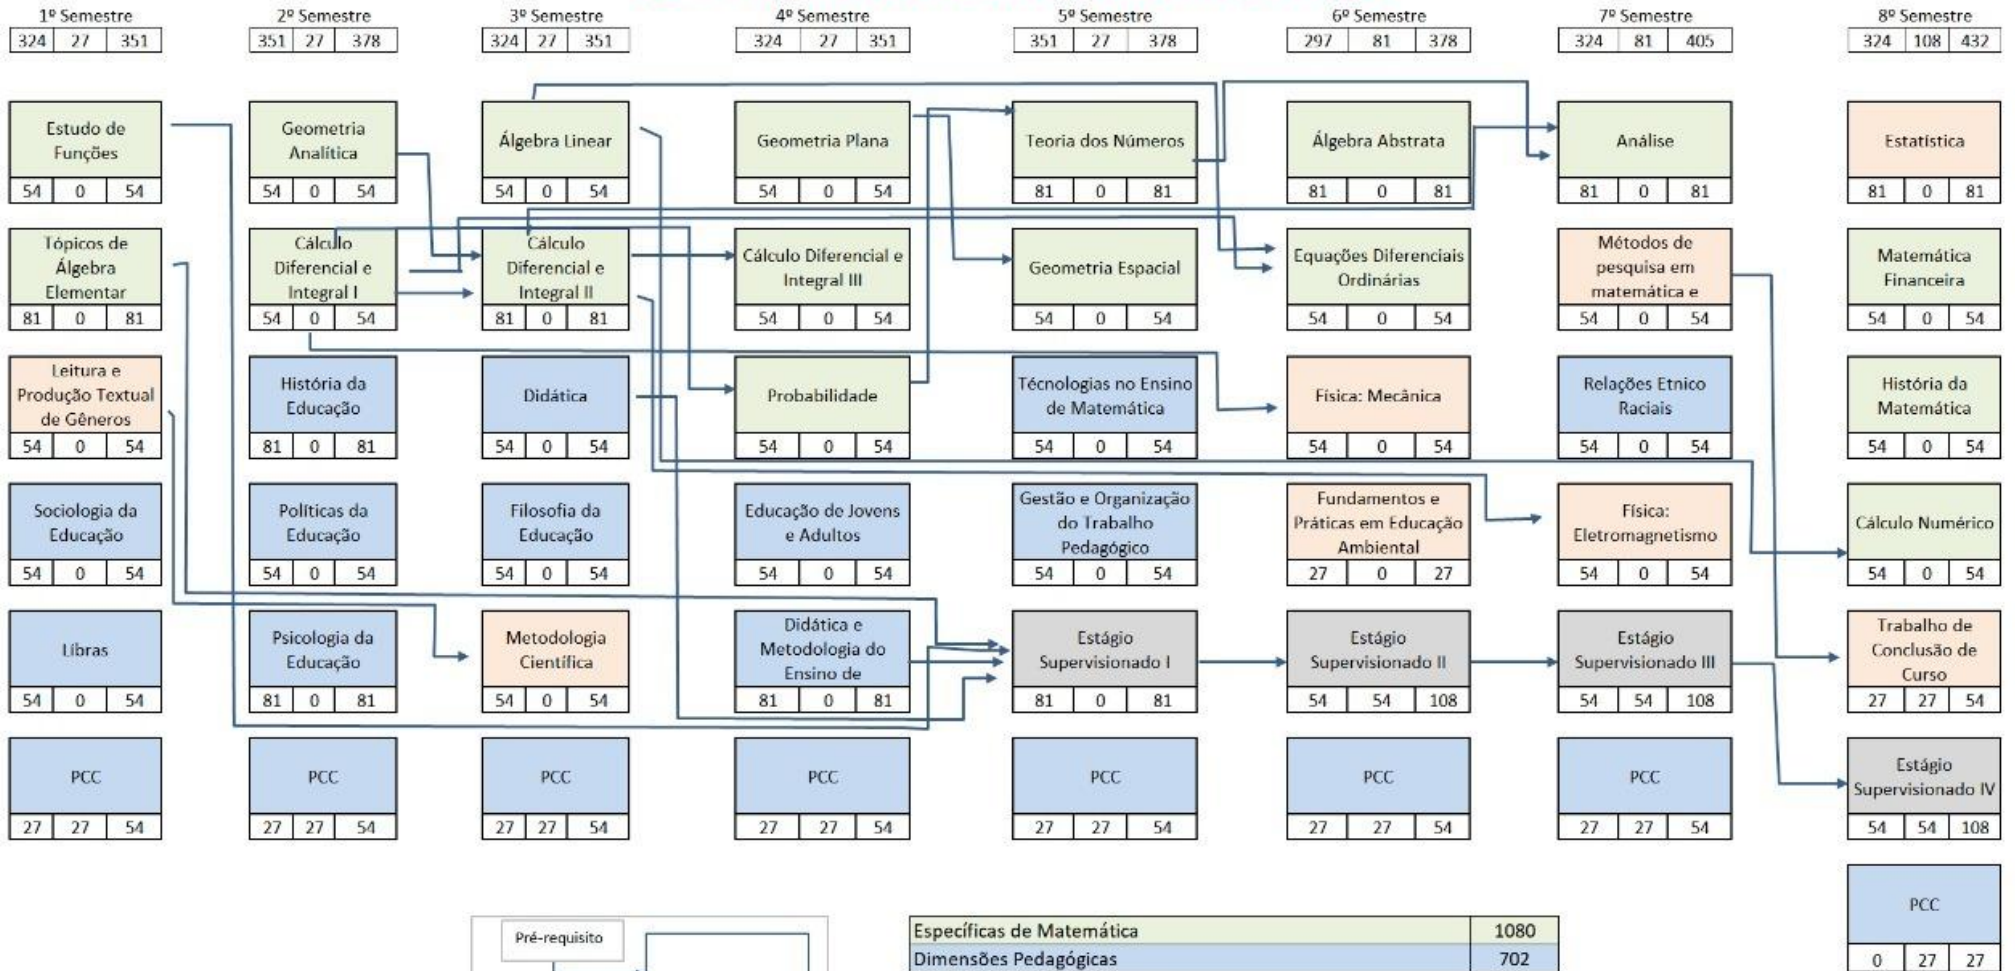 1º Semestre 2º Semestre 3º Semestre 4º Semestre 5º Semestre 6º Semestre 7º Semestre 8º Semestre
324 27 351 351 27 378 324 27 351 324 27 351 351 27 378 297 81 378 324 81 405 324 108 432
Estudo de
Funções
54 0 54
Geometria
Analítica
54 0 54
Álgebra Linear
54 0 54
Geometria Plana
54 0 54
Teoria dos Números
81 0 81
Álgebra Abstrata
81 0 81
Análise
81 0 81
Estatística
81 0 81
Tópicos de
Álgebra
Elementar
81 0 81
Cálculo
Diferencial e
Integral I
54 0 54
Cálculo
Diferencial e
Integral II
81 0 81
Cálculo Diferencial e
Integral III
54 0 54
Geometria Espacial
54 0 54
Equações Diferenciais
Ordinárias
54 0 54
Métodos de
pesquisa em
matemática e
54 0 54
Matemática
Financeira
54 0 54
Leitura e
Produção Textual
de Gêneros
54 0 54
História da
Educação
81 0 81
Didática
54 0 54
Probabilidade
54 0 54
Técnologias no Ensino
de Matemática
54 0 54
Física: Mecânica
54 0 54
Relações Etnico
Raciais
54 0 54
História da
Matemática
54 0 54
Sociologia da
Educação
54 0 54
Políticas da
Educação
54 0 54
Filosofia da
Educação
54 0 54
Educação de Jovens
e Adultos
54 0 54
Gestão e Organização
do Trabalho
Pedagógico
54 0 54
Fundamentos e
Práticas em Educação
Ambiental
27 0 27
Física:
Eletromagnetismo
54 0 54
Cálculo Numérico
54 0 54
Líbras
54 0 54
Psicologia da
Educação
81 0 81
Metodologia
Científica
54 0 54
Didática e
Metodologia do
Ensino de
81 0 81
Estágio
Supervisionado I
81 0 81
Estágio
Supervisionado II
54 54 108
Estágio
Supervisionado III
54 54 108
Trabalho de
Conclusão de
Curso
27 27 54
PCC
27 27 54
PCC
27 27 54
PCC
27 27 54
PCC
27 27 54
PCC
27 27 54
PCC
27 27 54
PCC
27 27 54
Estágio
Supervisionado IV
54 54 108
PCC
0 27 27
Pré-requisito
Específicas de Matemática 1080
Dimensões Pedagógicas 702